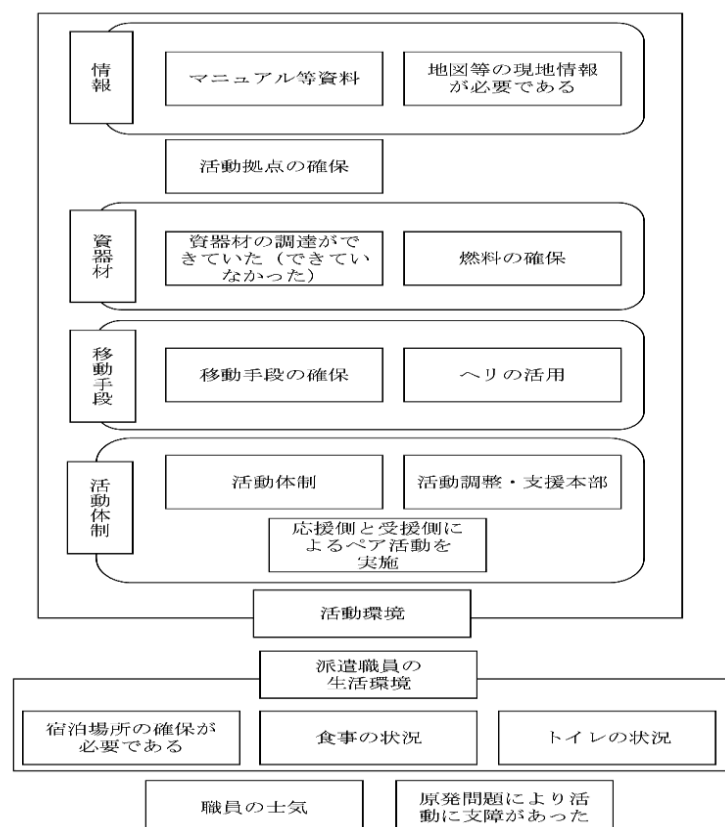 情報
マニュアル等資料
地図等の現地情報
が必要である
活動拠点の確保
資器材
資器材の調達がで
きていた（できてい
なかった）
燃料の確保
移動手段
移動手段の確保
ヘリの活用
活動体制
活動体制
活動調整・支援本部
応援側と受援側に
よるペア活動を
実施
活動環境
派遣職員の
生活環境
宿泊場所の確保が
必要である
食事の状況
トイレの状況
職員の士気
原発問題により活
動に支障があった